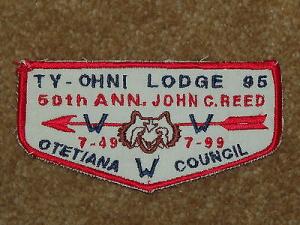 TY-OHNI LODGE 95
50th ANN. JOHN C. REED
W W
7-49 7-99
OTETIANA W COUNCIL